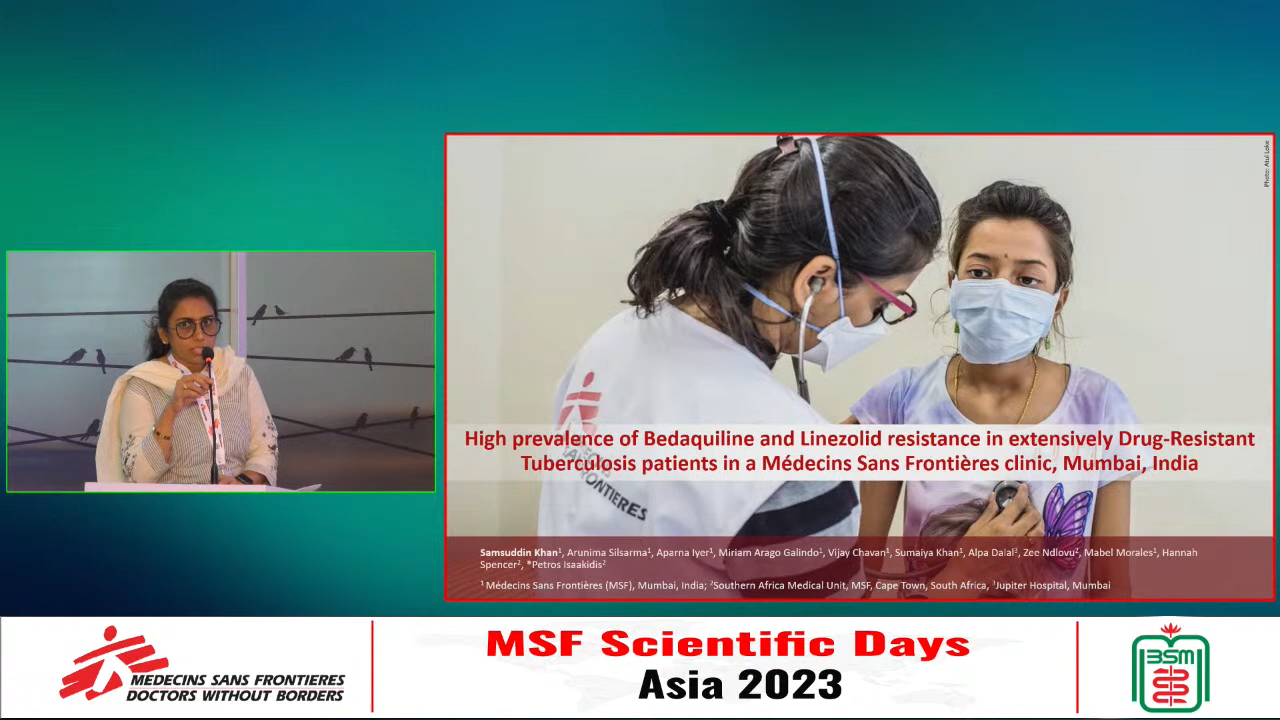 Photo: Atul Loke
High prevalence of Bedaquiline and Linezolid resistance in extensively Drug-Resistant
Tuberculosis patients in a Médecins Sans Frontières clinic, Mumbai, India
FRONTIERES
Samsuddin Khan¹, Arunima Silsarma¹, Aparna Iyer¹, Miriam Arago Galindo¹, Vijay Chavan¹, Sumaiya Khan¹, Alpa Dalal³, Zee Ndlovu², Mabel Morales¹, Hannah
Spencer², *Petros Isaakidis²
¹ Médecins Sans Frontières (MSF), Mumbai, India; ²Southern Africa Medical Unit, MSF, Cape Town, South Africa, ³Jupiter Hospital, Mumbai
MEDECINS SANS FRONTIERES
DOCTORS WITHOUT BORDERS
MSF Scientific Days
Asia 2023
BSM